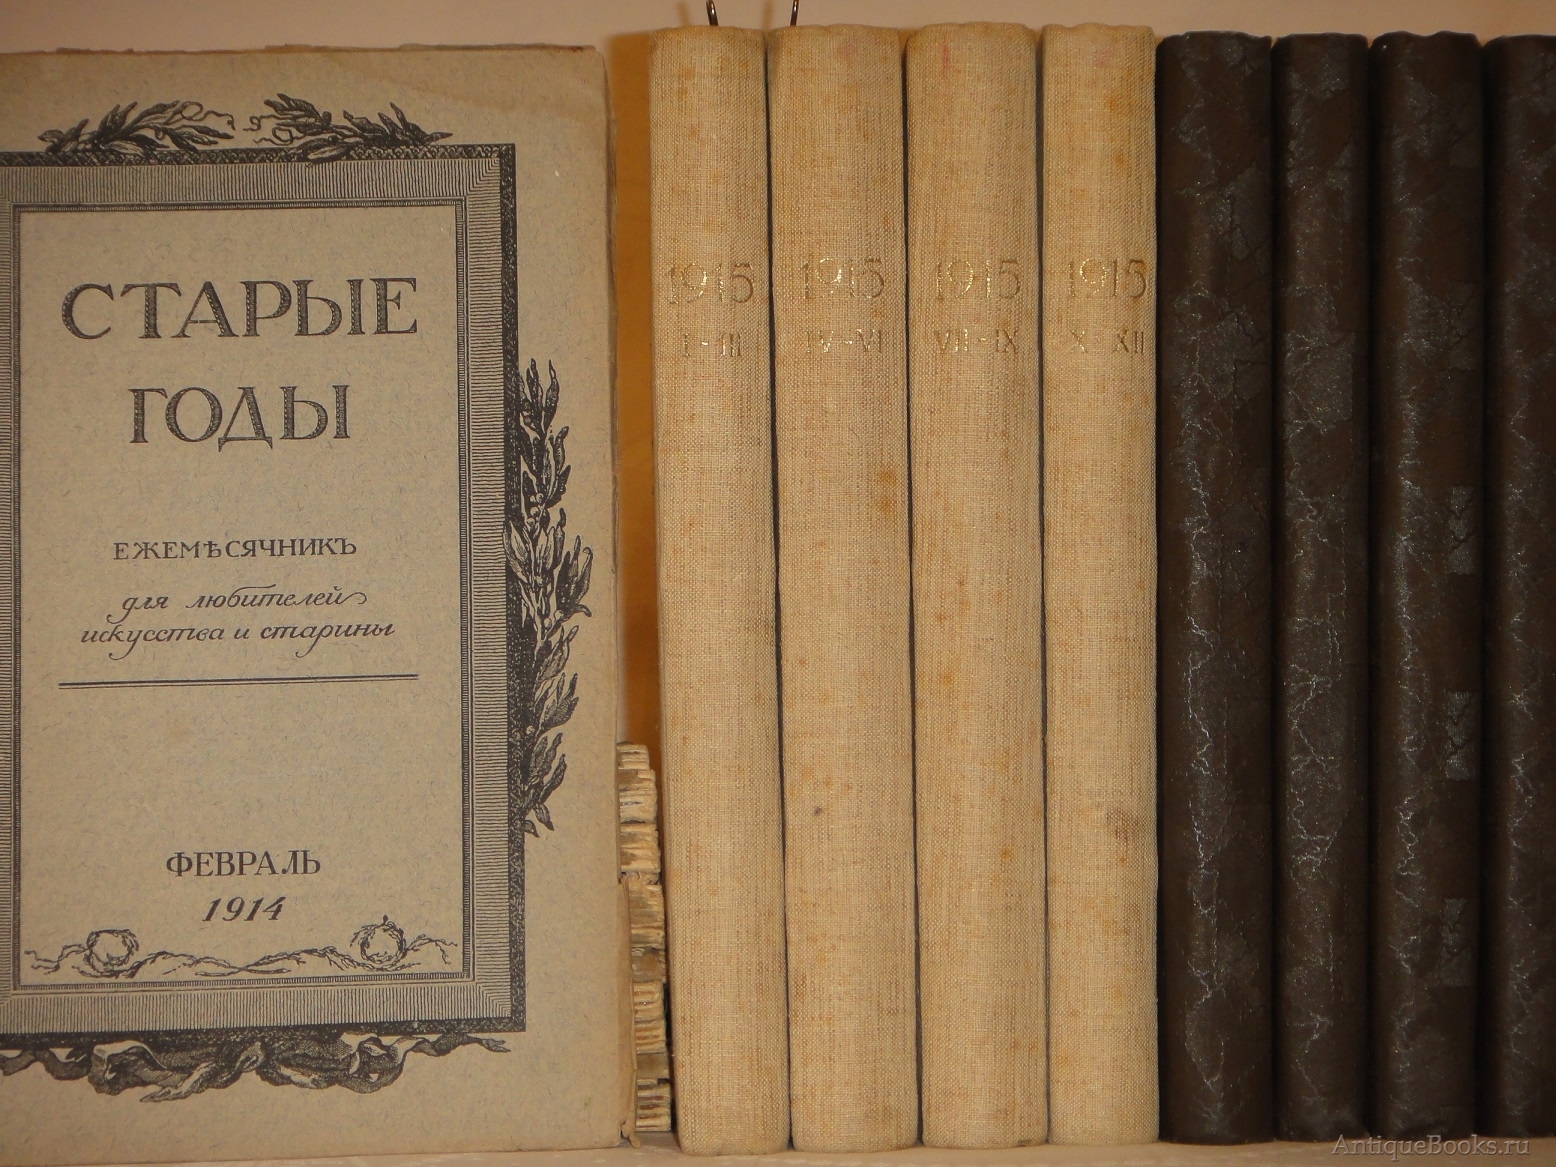 СТАРЫЕ
ГОДЫ
ЕЖЕМѢСЯЧНИКЪ
для любителей
искусства и старины
ФЕВРАЛЬ
1914
1915
I-III
1915
IV-VI
1915
VII-IX
1915
X-XII
AntiqueBooks.ru